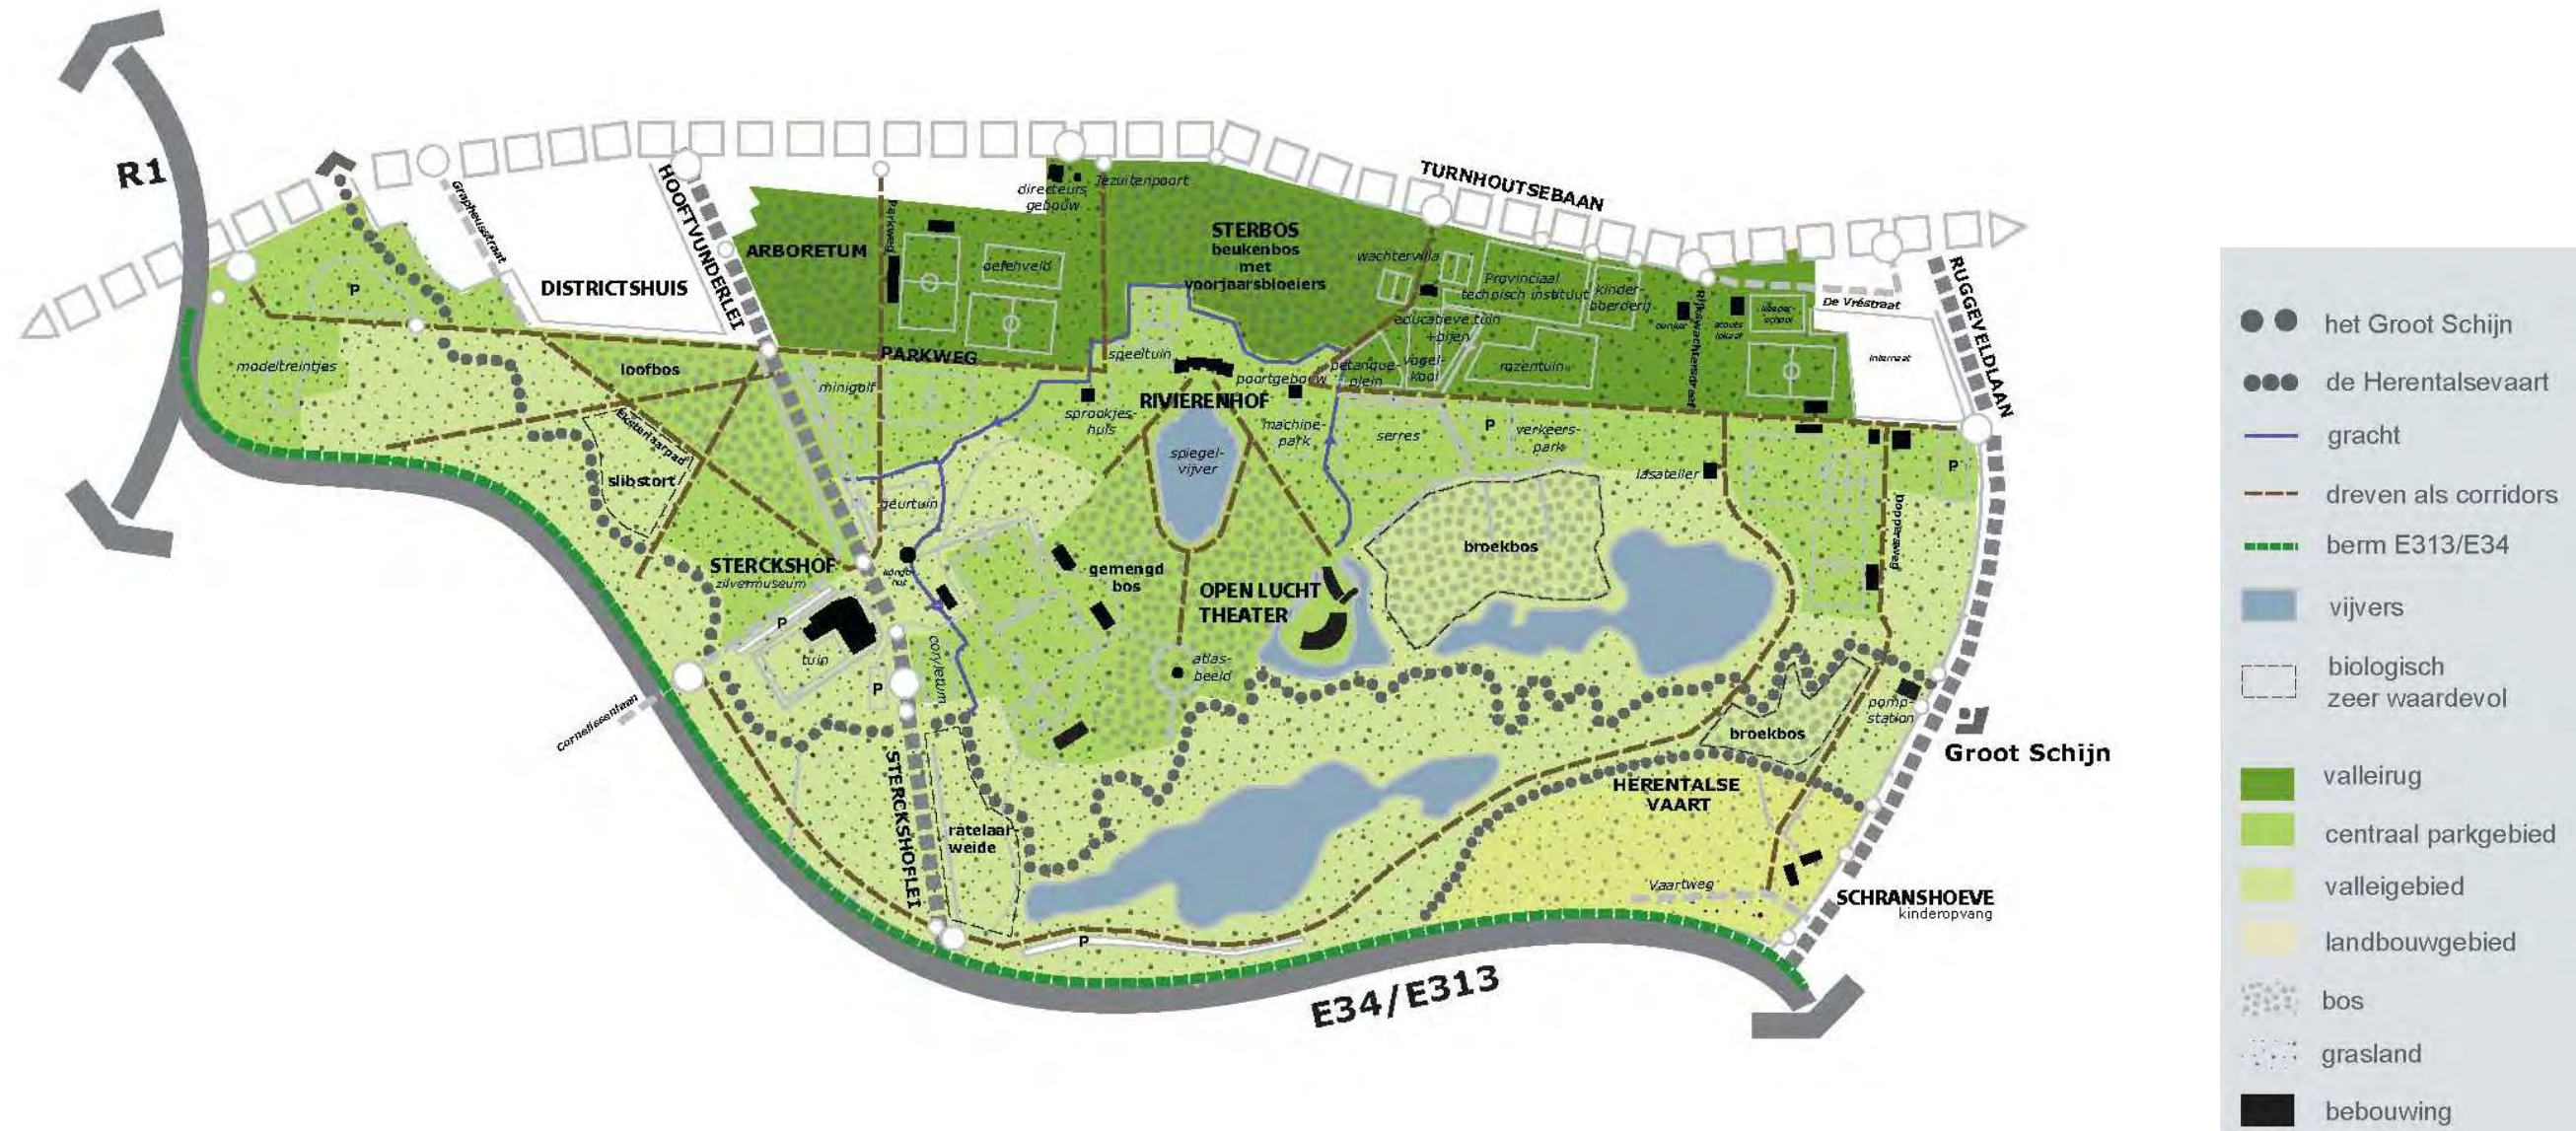 R1
Grapheusstraat
HOOFTVUNDERLEI
DISTRICTSHUIS
ARBORETUM
Parkweg
oefenveld
directeurs
gebouw
Jezuitenpoort
STERBOS
beukenbos
met
voorjaarsbloeiers
TURNHOUTSEBAAN
wachtervilla
Provinciaal
technisch instituut
kinder-
boerderij
educatieve tuin
+bijen
De Vréstraat
internaat
RUGGEVELDLAAN
P
modeltreintjes
loofbos
PARKWEG
minigolf
speeltuin
poortgebouw
petanque-
plein
vogel-
kooi
rozentuin
RIVIERENHOF
sprookjes-
huis
machine-
park
serres
P
verkeers-
park
Eksterlaarpad
slibstort
spiegel-
vijver
lasatelier
P
geurtuin
broekbos
STERCKSHOF
zilvermuseum
gemengd
bos
OPEN LUCHT
THEATER
P
tuin
P
coryletum
atlas-
beeld
Cornelissenlaan
pomp-
station
broekbos
Groot Schijn
STERCKSHOFLEI
HERENTALSE
VAART
ratelaar-
weide
Vaartweg
SCHRANSHOEVE
kinderopvang
P
E34/E313
het Groot Schijn
de Herentalsevaart
gracht
dreven als corridors
berm E313/E34
vijvers
biologisch
zeer waardevol
valleirug
centraal parkgebied
valleigebied
landbouwgebied
bos
grasland
bebouwing